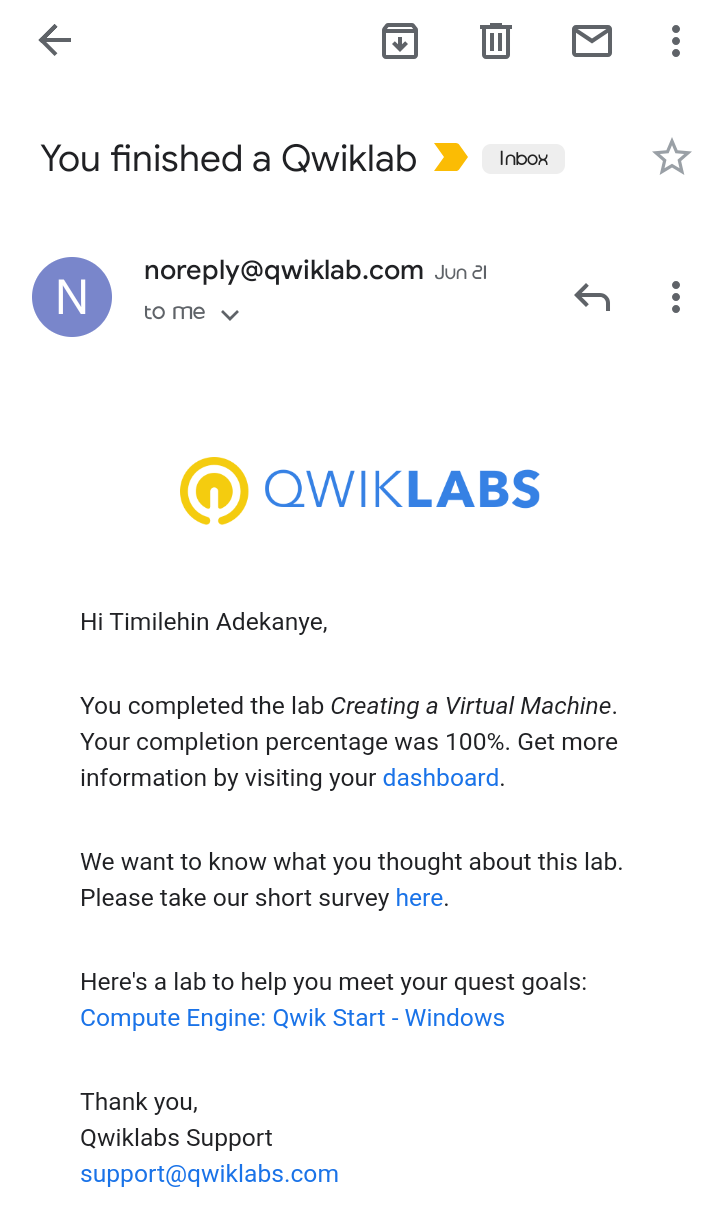 You finished a Qwiklab Inbox
N
noreply@qwiklab.com Jun 21
to me
QWIKLABS
Hi Timilehin Adekanye,
You completed the lab Creating a Virtual Machine.
Your completion percentage was 100%. Get more
information by visiting your dashboard.
We want to know what you thought about this lab.
Please take our short survey here.
Here's a lab to help you meet your quest goals:
Compute Engine: Qwik Start - Windows
Thank you,
Qwiklabs Support
support@qwiklabs.com